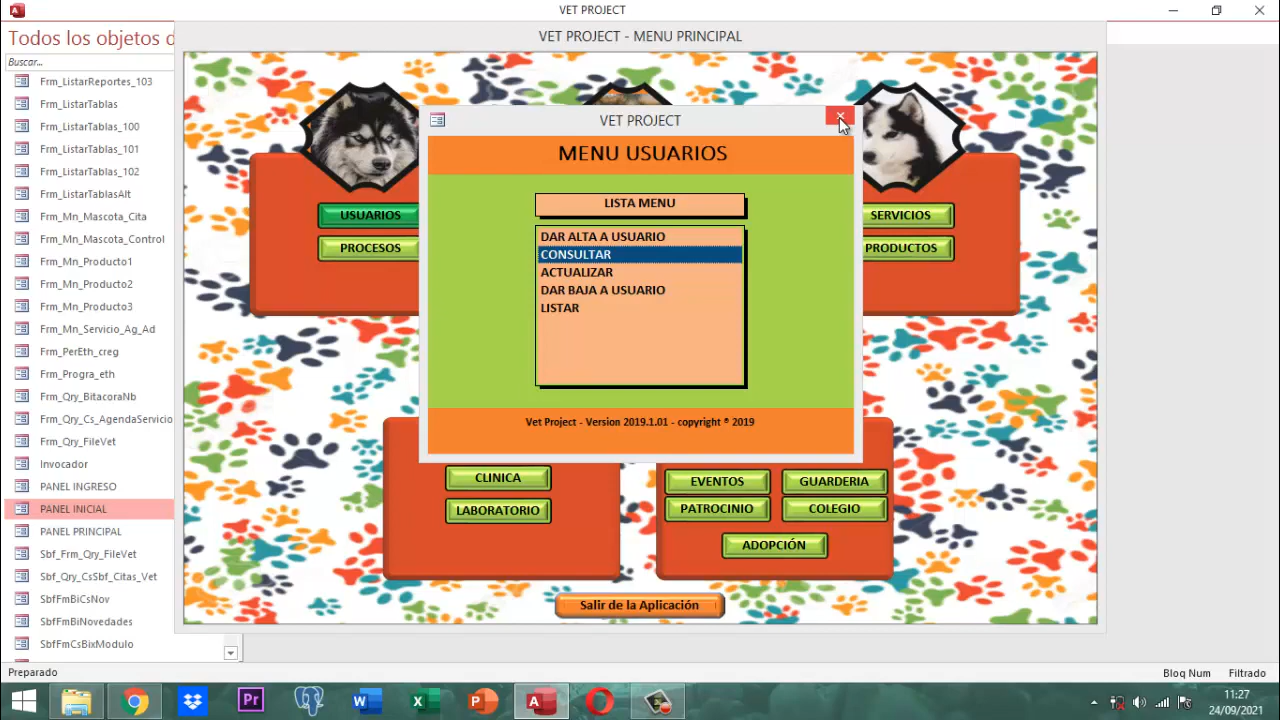 VET PROJECT
Todos los objetos d
Buscar...
Frm_ListarReportes_103
Frm_ListarTablas
Frm_ListarTablas_100
Frm_ListarTablas_101
Frm_ListarTablas_102
Frm_ListarTablasAlt
Frm_Mn_Mascota_Cita
Frm_Mn_Mascota_Control
Frm_Mn_Producto1
Frm_Mn_Producto2
Frm_Mn_Producto3
Frm_Mn_Servicio_Ag_Ad
Frm_PerEth_creg
Frm_Progra_eth
Frm_Qry_BitacoraNb
Frm_Qry_Cs_AgendaServicio
Frm_Qry_FileVet
Invocador
PANEL INGRESO
PANEL INICIAL
PANEL PRINCIPAL
Sbf_Frm_Qry_FileVet
Sbf_Qry_CsSbf_Citas_Vet
SbfFmBiCsNov
SbfFmBiNovedades
SbfFmCsBixModulo
VET PROJECT - MENU PRINCIPAL
USUARIOS
PROCESOS
SERVICIOS
PRODUCTOS
VET PROJECT
MENU USUARIOS
LISTA MENU
DAR ALTA A USUARIO
CONSULTAR
ACTUALIZAR
DAR BAJA A USUARIO
LISTAR
Vet Project - Version 2019.1.01 - copyright ® 2019
CLINICA
LABORATORIO
EVENTOS
GUARDERIA
PATROCINIO
COLEGIO
ADOPCIÓN
Salir de la Aplicación
Preparado
Bloq Num
Filtrado
Pr
W
X
P
A
11:27
24/09/2021